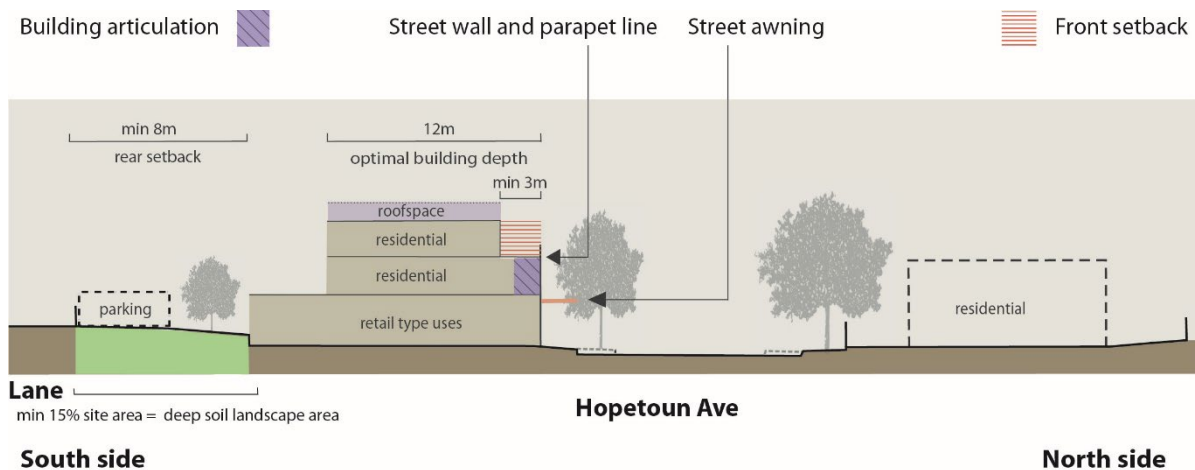 Building articulation
Street wall and parapet line
Street awning
Front setback
min 8m
rear setback
12m
optimal building depth
min 3m
roofspace
residential
residential
parking
retail type uses
residential
Lane
min 15% site area = deep soil landscape area
Hopetoun Ave
South side
North side